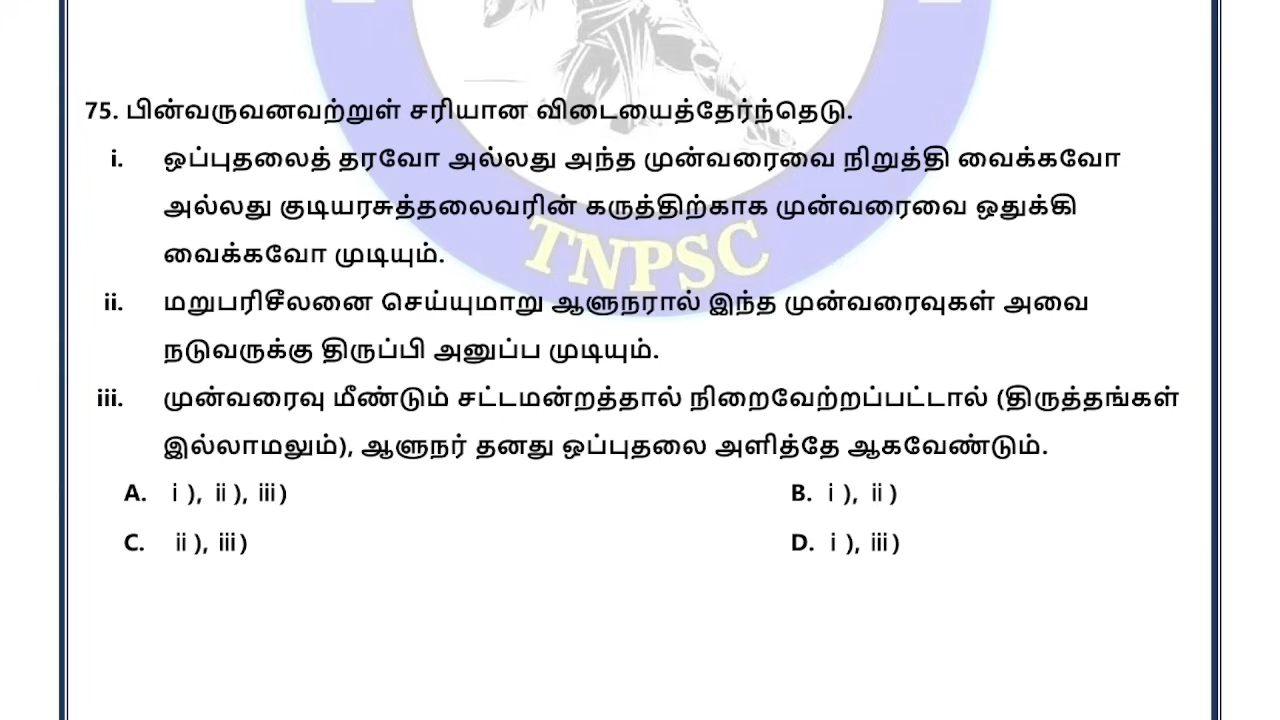 TNPSC
75. பின்வருவனவற்றுள் சரியான விடையைத்தேர்ந்தெடு.
i. ஒப்புதலைத் தரவோ அல்லது அந்த முன்வரைவை நிறுத்தி வைக்கவோ
அல்லது குடியரசுத்தலைவரின் கருத்திற்காக முன்வரைவை ஒதுக்கி
வைக்கவோ முடியும்.
ii. மறுபரிசீலனை செய்யுமாறு ஆளுநரால் இந்த முன்வரைவுகள் அவை
நடுவருக்கு திருப்பி அனுப்ப முடியும்.
iii. முன்வரைவு மீண்டும் சட்டமன்றத்தால் நிறைவேற்றப்பட்டால் (திருத்தங்கள்
இல்லாமலும்), ஆளுநர் தனது ஒப்புதலை அளித்தே ஆகவேண்டும்.
A. i ), ii ), iii )
B. i ), ii )
C. ii ), iii )
D. i ), iii )